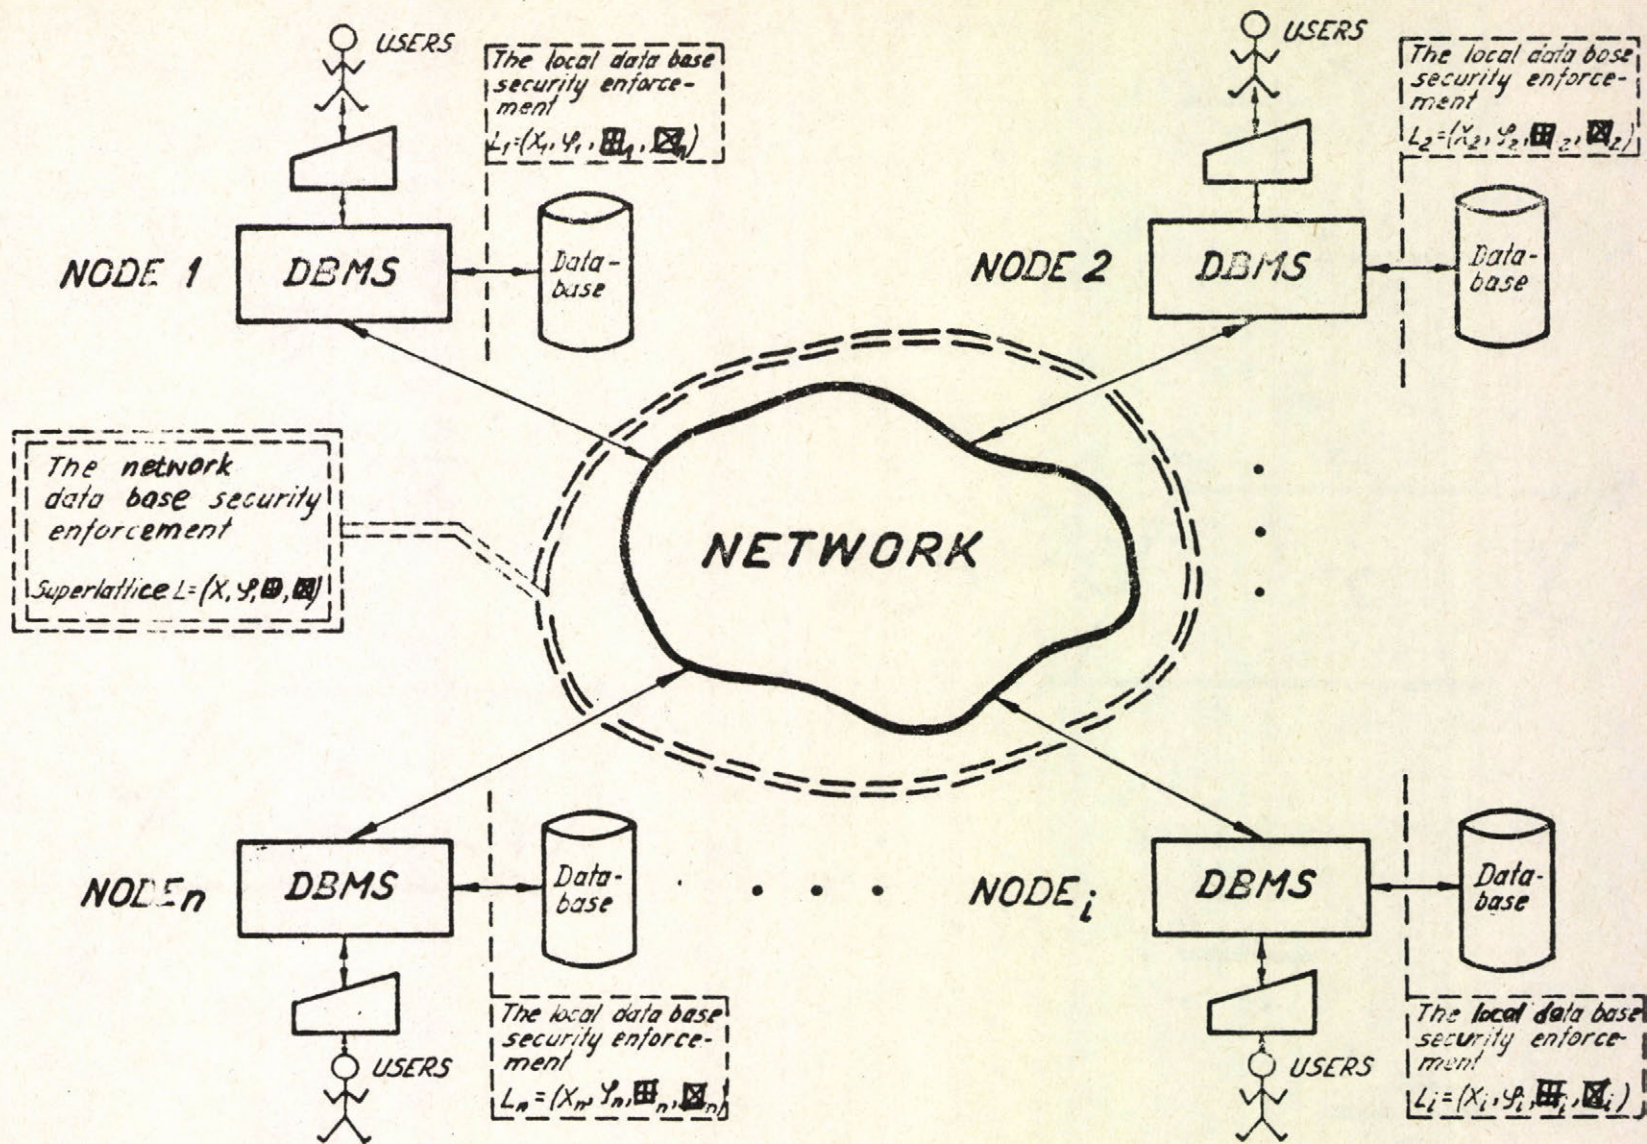 USERS
The local data base
security enforce-
ment
L₁=(X₁,φ₁,⊞₁,⊠₁)
NODE 1
DBMS
Data-
base
USERS
The local data base
security enforce-
ment
L₂=(X₂,φ₂,⊞₂,⊠₂)
NODE 2
DBMS
Data-
base
The network
data base security
enforcement
Superlattice L=(X,φ,⊞,⊠)
NETWORK
NODEn
DBMS
Data-
base
USERS
The local data base
security enforce-
ment
Lₙ=(Xₙ,φₙ,⊞ₙ,⊠ₙ)
NODEi
DBMS
Data-
base
USERS
The local data base
security enforce-
ment
Lᵢ=(Xᵢ,φᵢ,⊞ᵢ,⊠ᵢ)